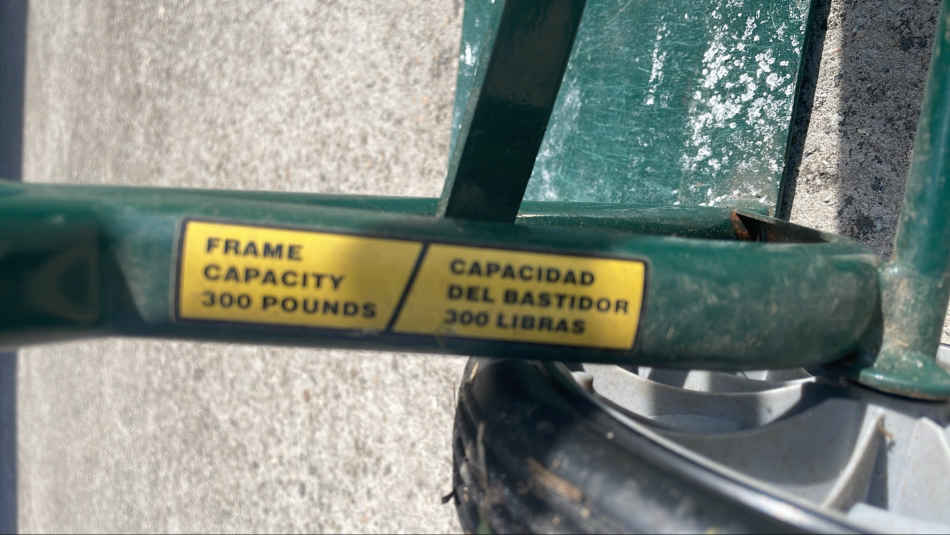 FRAME
CAPACITY
300 POUNDS
CAPACIDAD
DEL BASTIDOR
300 LIBRAS